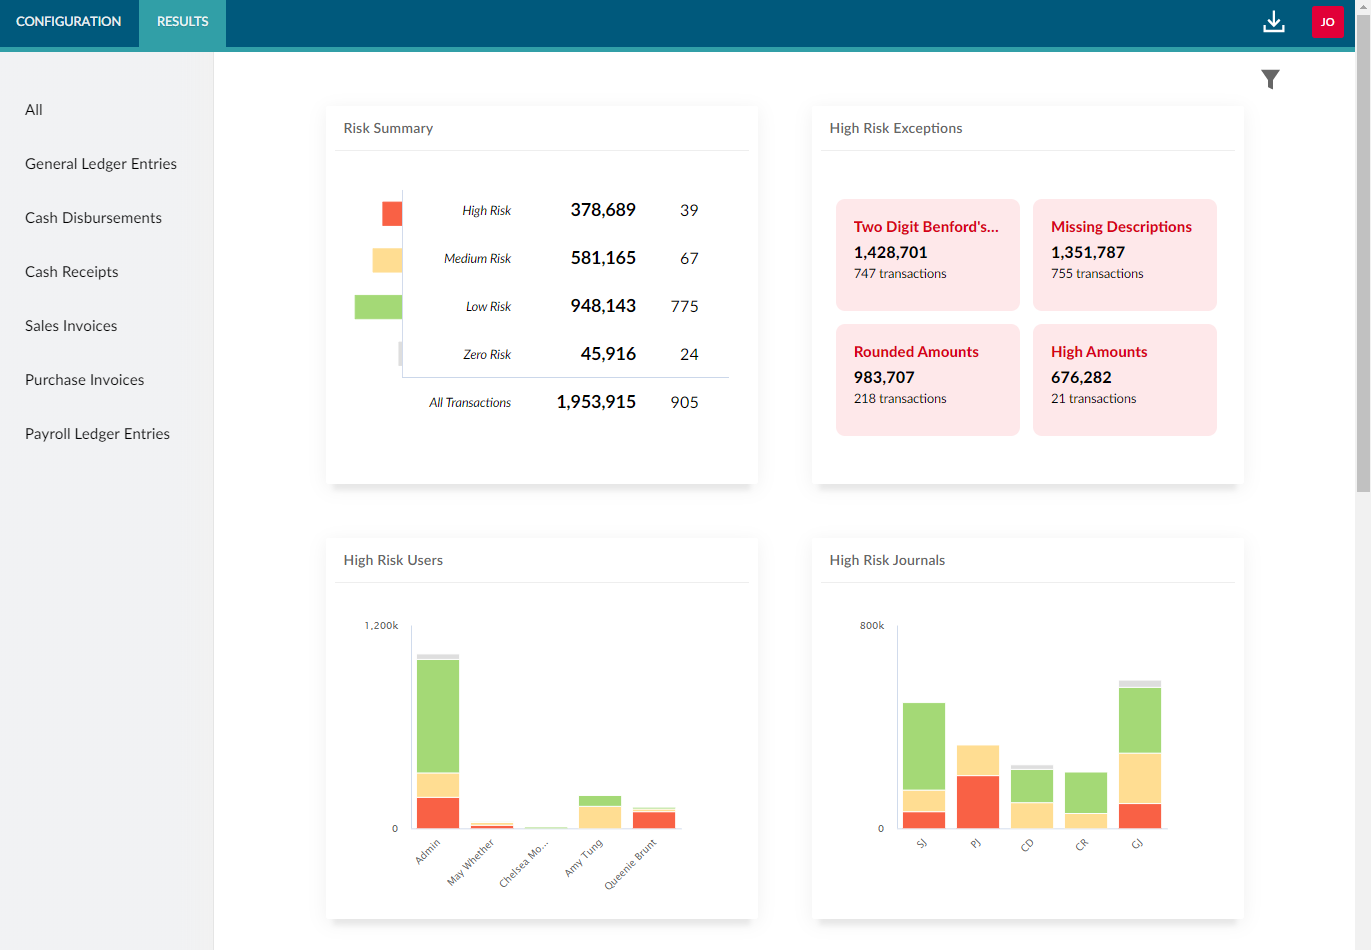 CONFIGURATION RESULTS JO
All
General Ledger Entries
Cash Disbursements
Cash Receipts
Sales Invoices
Purchase Invoices
Payroll Ledger Entries
Risk Summary
High Risk 378,689 39
Medium Risk 581,165 67
Low Risk 948,143 775
Zero Risk 45,916 24
All Transactions 1,953,915 905
High Risk Exceptions
Two Digit Benford's...
1,428,701
747 transactions
Missing Descriptions
1,351,787
755 transactions
Rounded Amounts
983,707
218 transactions
High Amounts
676,282
21 transactions
High Risk Users
1,200k
0
Admin
May Whether
Chelsea Mo...
Amy Tung
Queenie Brunt
High Risk Journals
800k
0
SJ
PJ
CD
CR
GJ